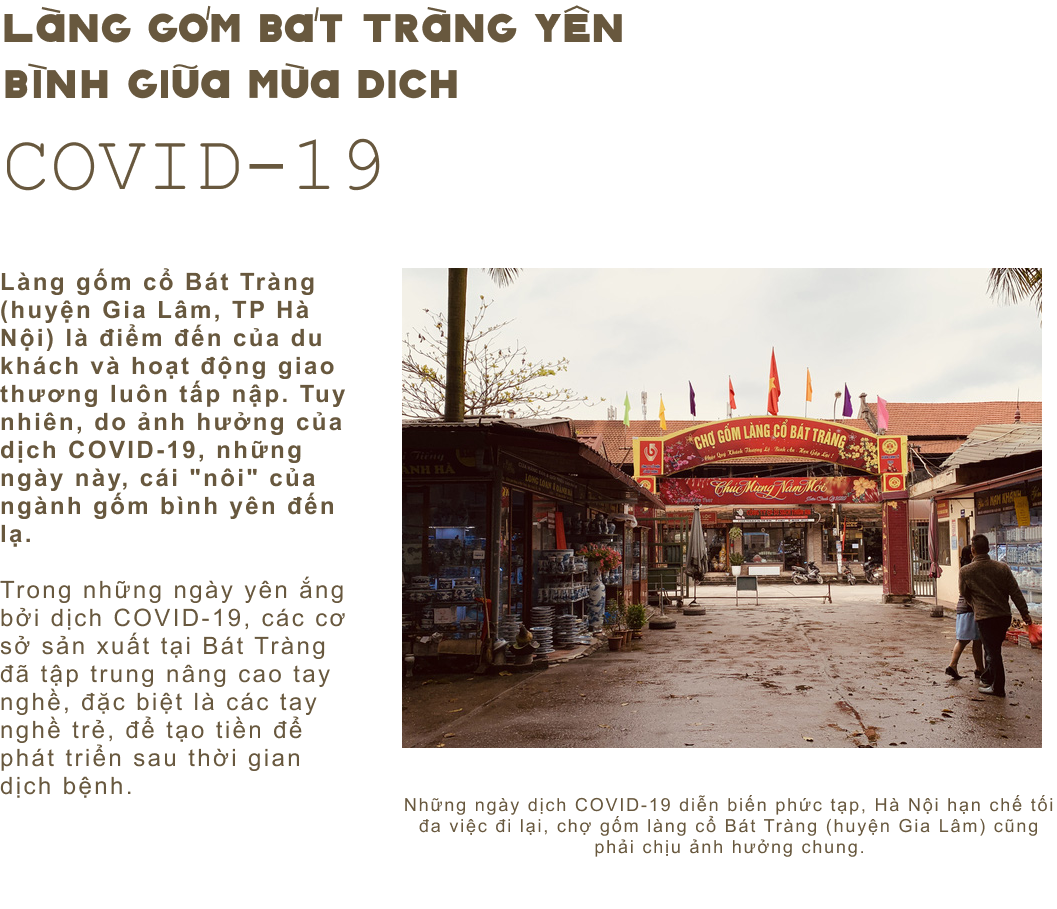 LÀNG GỐM BÁT TRÀNG YÊN
BÌNH GIỮA MÙA DỊCH
COVID-19
Làng gốm cổ Bát Tràng
(huyện Gia Lâm, TP Hà
Nội) là điểm đến của du
khách và hoạt động giao
thương luôn tấp nập. Tuy
nhiên, do ảnh hưởng của
dịch COVID-19, những
ngày này, cái "nôi" của
ngành gốm bình yên đến
lạ.
Trong những ngày yên ắng
bởi dịch COVID-19, các cơ
sở sản xuất tại Bát Tràng
đã tập trung nâng cao tay
nghề, đặc biệt là các tay
nghề trẻ, để tạo tiền đề
phát triển sau thời gian
dịch bệnh.
CHỢ GỐM LÀNG CỔ BÁT TRÀNG
Chúc Mừng Năm Mới
Những ngày dịch COVID-19 diễn biến phức tạp, Hà Nội hạn chế tối
đa việc đi lại, chợ gốm làng cổ Bát Tràng (huyện Gia Lâm) cũng
phải chịu ảnh hưởng chung.